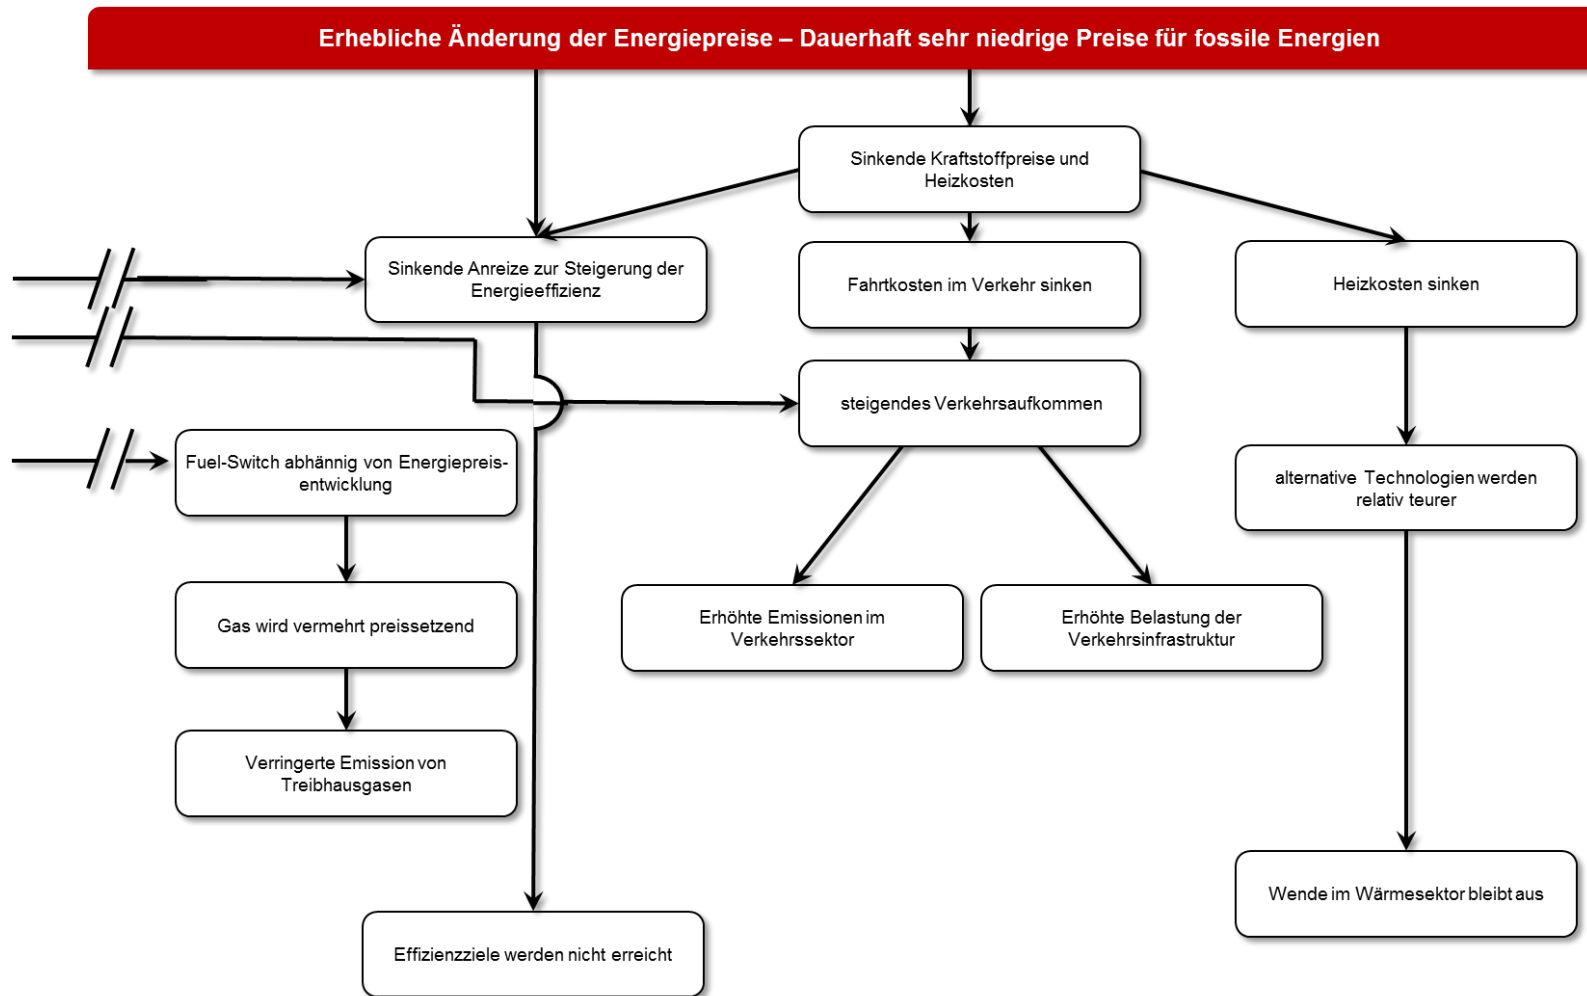 Erhebliche Änderung der Energiepreise – Dauerhaft sehr niedrige Preise für fossile Energien
Sinkende Kraftstoffpreise und
Heizkosten
Sinkende Anreize zur Steigerung der
Energieeffizienz
Fahrtkosten im Verkehr sinken
Heizkosten sinken
steigendes Verkehrsaufkommen
Fuel-Switch abhännig von Energiepreis-
entwicklung
alternative Technologien werden
relativ teurer
Gas wird vermehrt preissetzend
Erhöhte Emissionen im
Verkehrssektor
Erhöhte Belastung der
Verkehrsinfrastruktur
Verringerte Emission von
Treibhausgasen
Wende im Wärmesektor bleibt aus
Effizienzziele werden nicht erreicht